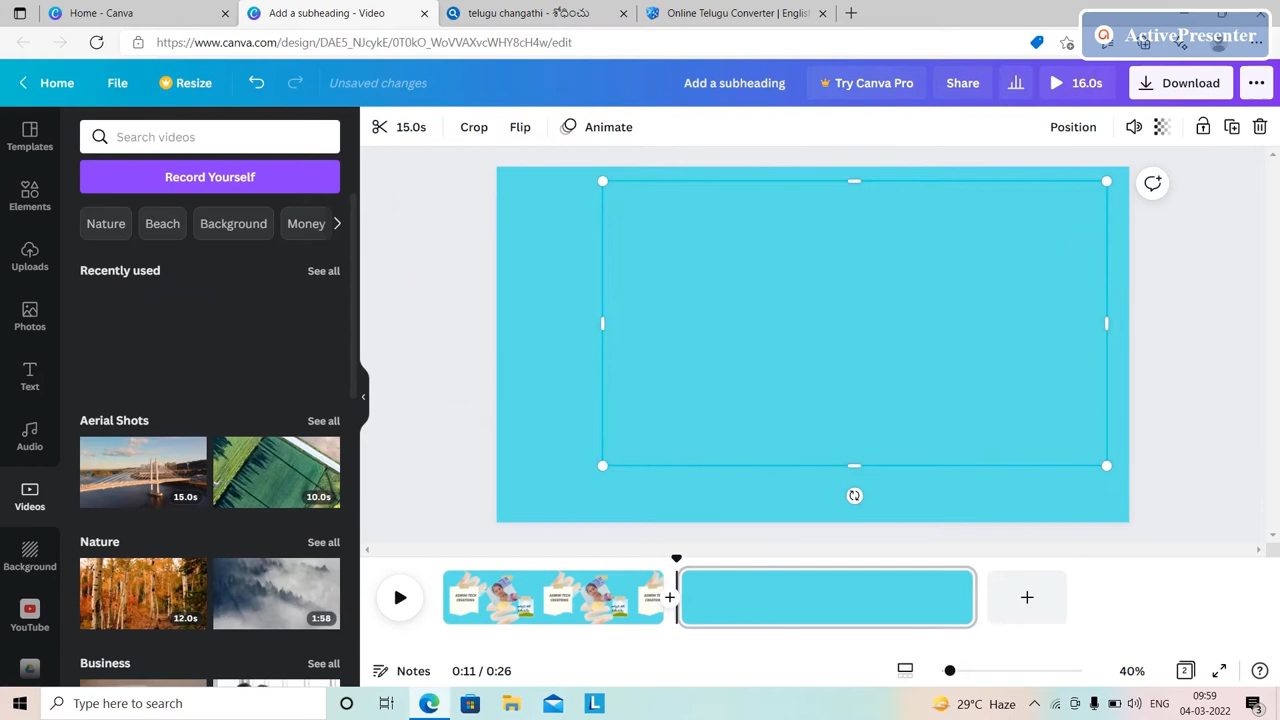 Home - Canva
Add a subheading - Video
telugu changathi - శోధించు
Online Telugu Converter | Englis
ActivePresenter
https://www.canva.com/design/DAE5_NJcykE/0T0kO_WoVVAXvcWHY8cH4w/edit
Home
File
Resize
Unsaved changes
Add a subheading
Try Canva Pro
Share
16.0s
Download
Templates
Elements
Uploads
Photos
Text
Audio
Videos
Background
YouTube
Search videos
Record Yourself
Nature
Beach
Background
Money
Recently used
See all
Aerial Shots
See all
15.0s
10.0s
Nature
See all
12.0s
1:58
Business
See all
15.0s
Crop
Flip
Animate
Position
Notes
0:11 / 0:26
40%
2
Type here to search
29°C Haze
ENG
09:59
04-03-2022
3